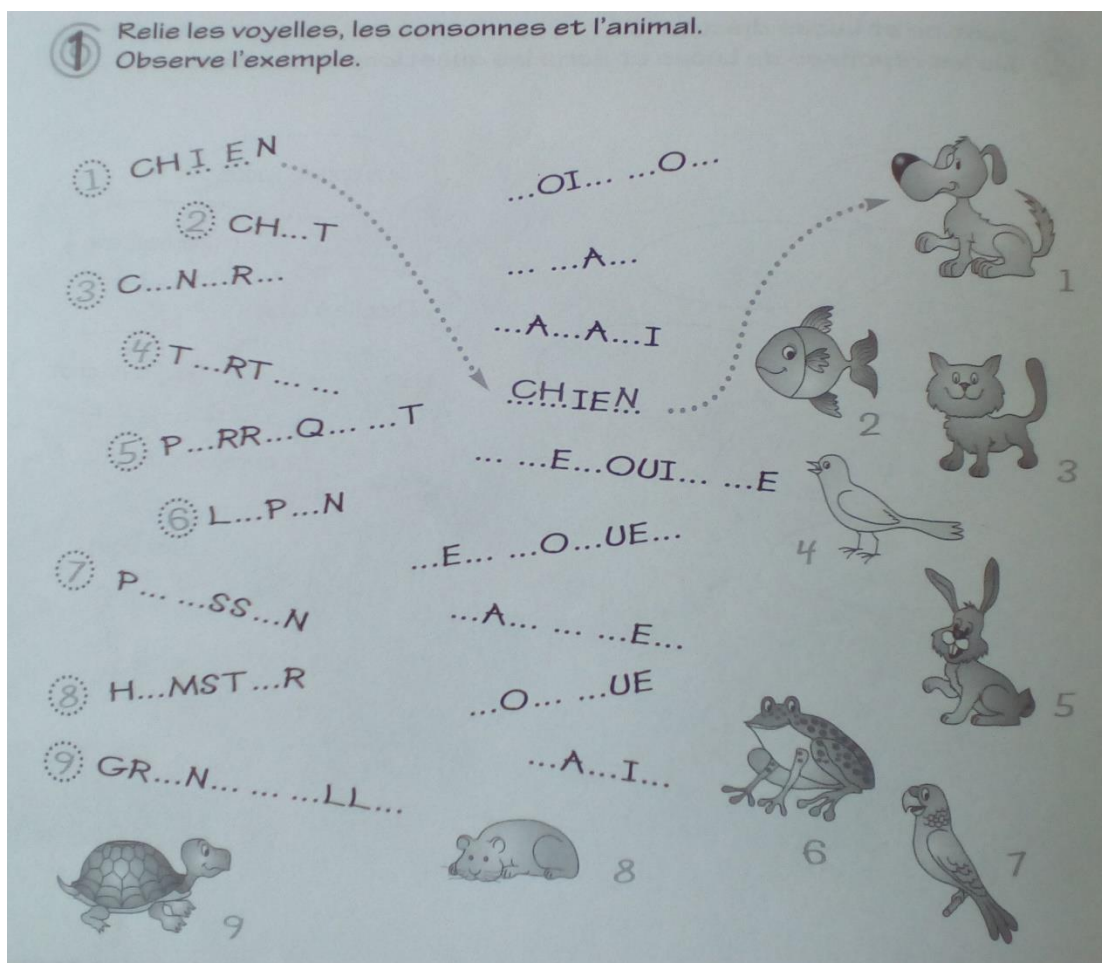 1
Relie les voyelles, les consonnes et l'animal.
Observe l'exemple.
1 CHIEN
2 CH...T
3 C...N...R...
4 T...RT... ...
5 P...RR...Q... ...T
6 L...P...N
7 P... ...SS...N
8 H...MST...R
9 GR...N... ... ...LL...
...OI... ...O...
... ...A...
...A...A...I
CHIEN
... ...E...OUI... ...E
...E... ...O...UE...
...A... ... ...E...
...O... ...UE
...A...I...
1
2
3
4
5
6
7
8
9